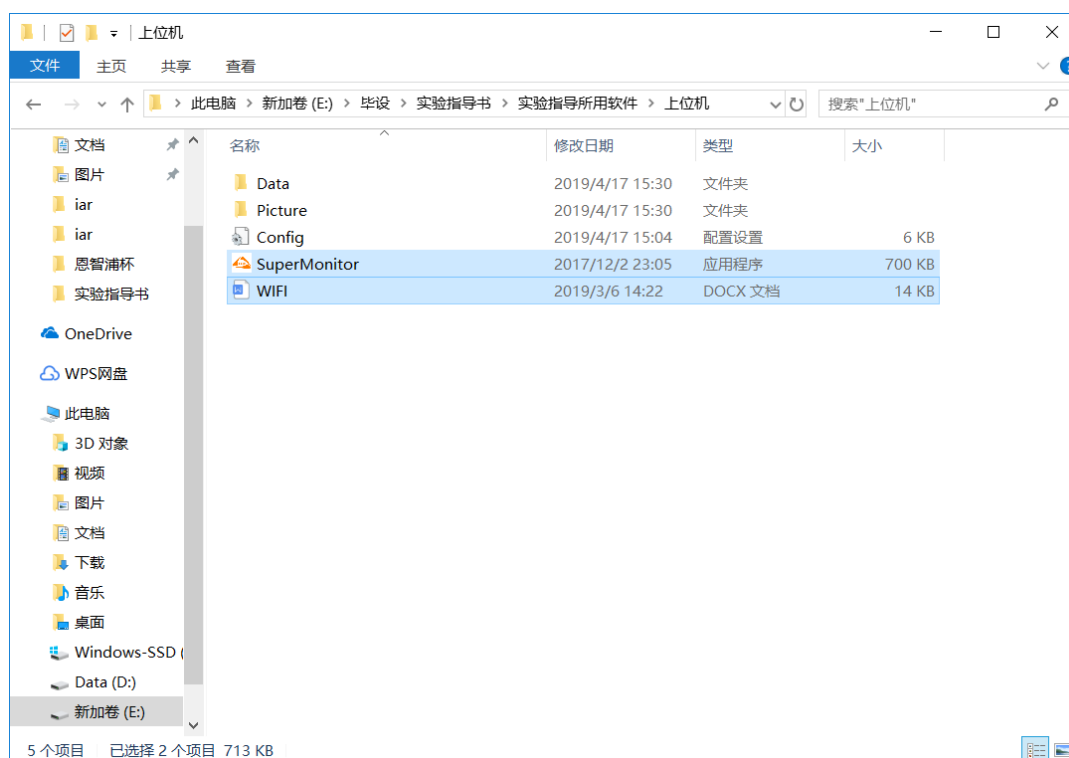 上位机
文件 主页 共享 查看
此电脑 新加卷 (E:) 毕设 实验指导书 实验指导所用软件 上位机 搜索"上位机"
名称 修改日期 类型 大小
Data 2019/4/17 15:30 文件夹
Picture 2019/4/17 15:30 文件夹
Config 2019/4/17 15:04 配置设置 6 KB
SuperMonitor 2017/12/2 23:05 应用程序 700 KB
WIFI 2019/3/6 14:22 DOCX 文档 14 KB
文档
图片
iar
iar
恩智浦杯
实验指导书
OneDrive
WPS网盘
此电脑
3D 对象
视频
图片
文档
下载
音乐
桌面
Windows-SSD (
Data (D:)
新加卷 (E:)
5 个项目 已选择 2 个项目 713 KB